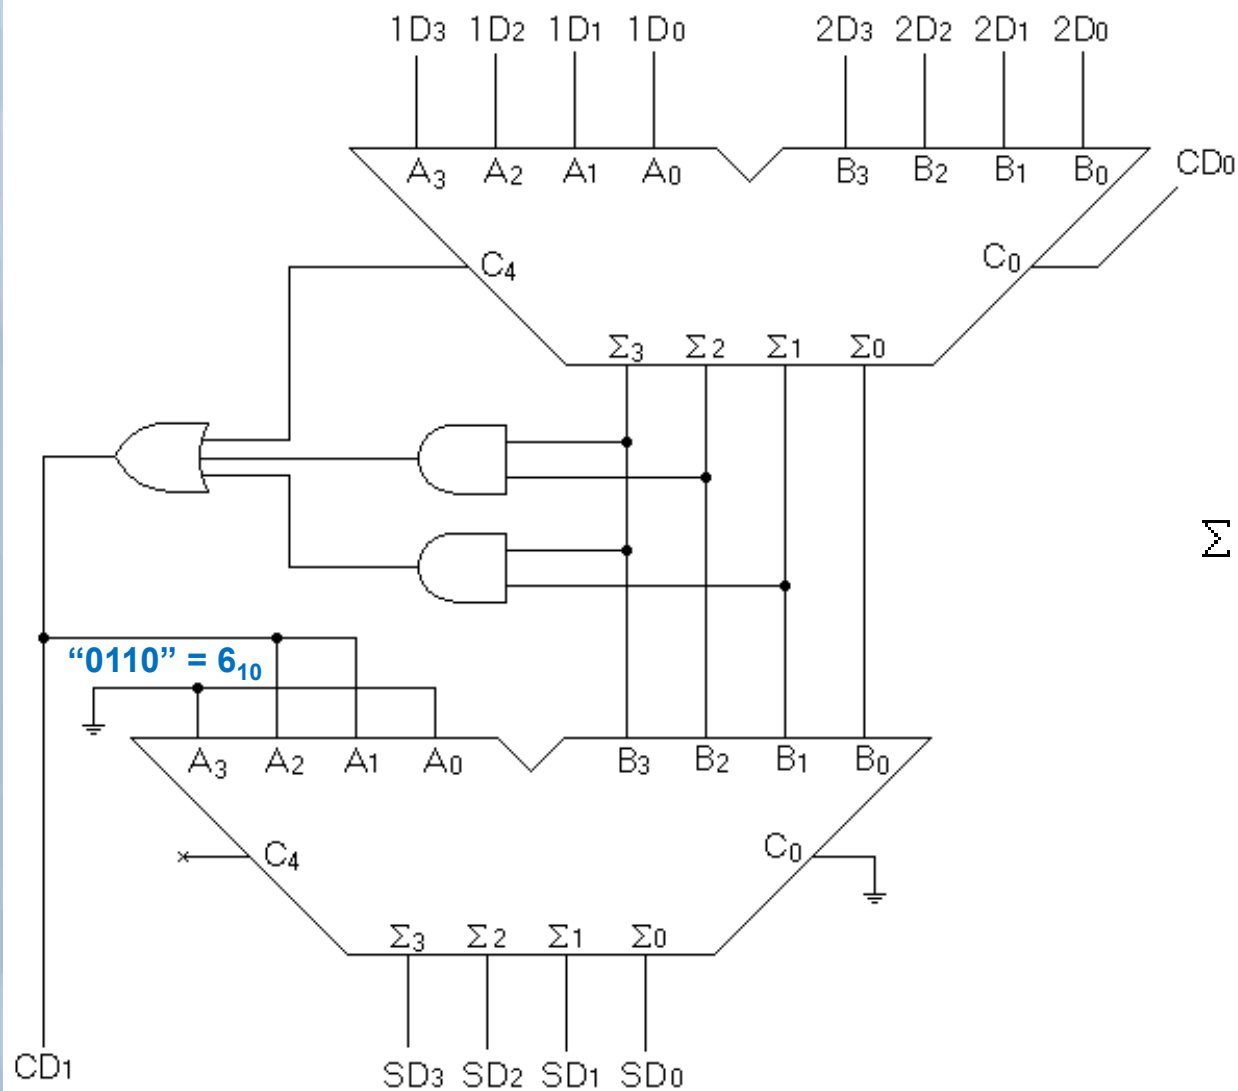 1D3 1D2 1D1 1D0 2D3 2D2 2D1 2D0
A3 A2 A1 A0 B3 B2 B1 B0
CD0
C4 C0
Σ3 Σ2 Σ1 Σ0
Σ
“0110” = 6₁₀
A3 A2 A1 A0 B3 B2 B1 B0
C4 C0
Σ3 Σ2 Σ1 Σ0
CD1 SD3 SD2 SD1 SD0